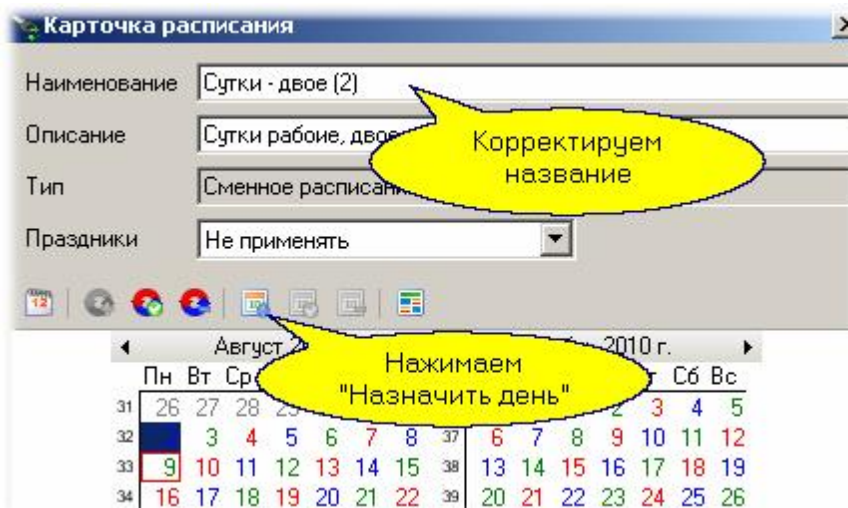 Карточка расписания
Наименование Сутки - двое (2)
Описание Сутки рабоие, двое
Корректируем
название
Тип Сменное расписани
Праздники Не применять
12
Август 2010 г.
Нажимаем
"Назначить день"
Пн Вт Ср Сб Вс
31 26 27 28 2 3 4 5
32 3 4 5 6 7 8 37 6 7 8 9 10 11 12
33 9 10 11 12 13 14 15 38 13 14 15 16 17 18 19
34 16 17 18 19 20 21 22 39 20 21 22 23 24 25 26